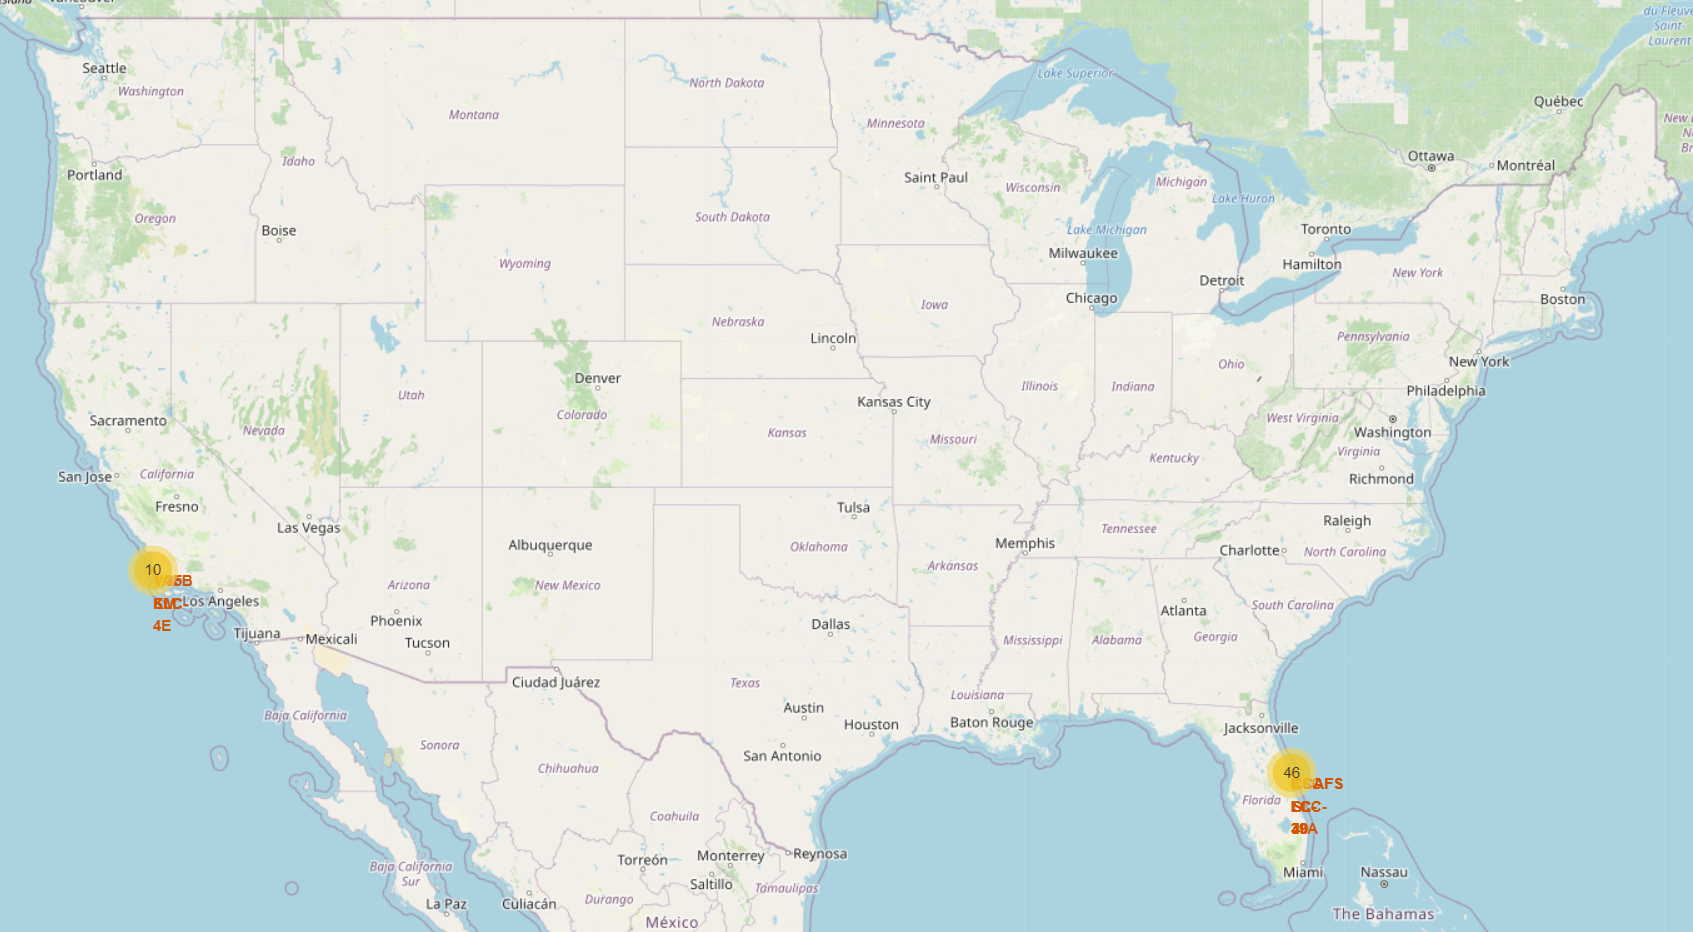 Vancouver
Seattle
Washington
Montana
North Dakota
Minnesota
Lake Superior
du Fleuve
Saint-
Laurent
Québec
Portland
Oregon
Idaho
Boise
Wyoming
South Dakota
Saint Paul
Wisconsin
Michigan
Lake Huron
Lake Michigan
Ottawa
Montréal
Toronto
Hamilton
Milwaukee
Detroit
Chicago
New York
Boston
Iowa
Nebraska
Lincoln
Pennsylvania
New York
Philadelphia
Ohio
Indiana
Illinois
Denver
Colorado
Utah
Nevada
Sacramento
San Jose
California
Fresno
Las Vegas
Kansas City
Kansas
Missouri
West Virginia
Washington
Virginia
Richmond
Kentucky
Tulsa
Oklahoma
Albuquerque
New Mexico
Arizona
Phoenix
Tucson
Memphis
Tennessee
Arkansas
Raleigh
Charlotte
North Carolina
South Carolina
Atlanta
Georgia
Alabama
Mississippi
10
Los Angeles
4E
Tijuana
Mexicali
Dallas
Texas
Ciudad Juárez
Louisiana
Baton Rouge
Austin
Houston
San Antonio
Jacksonville
46
Florida
Miami
Nassau
The Bahamas
Baja California
Sonora
Chihuahua
Coahuila
Baja California
Sur
La Paz
Culiacán
Torreón
Durango
Monterrey
Saltillo
Reynosa
Tamaulipas
México